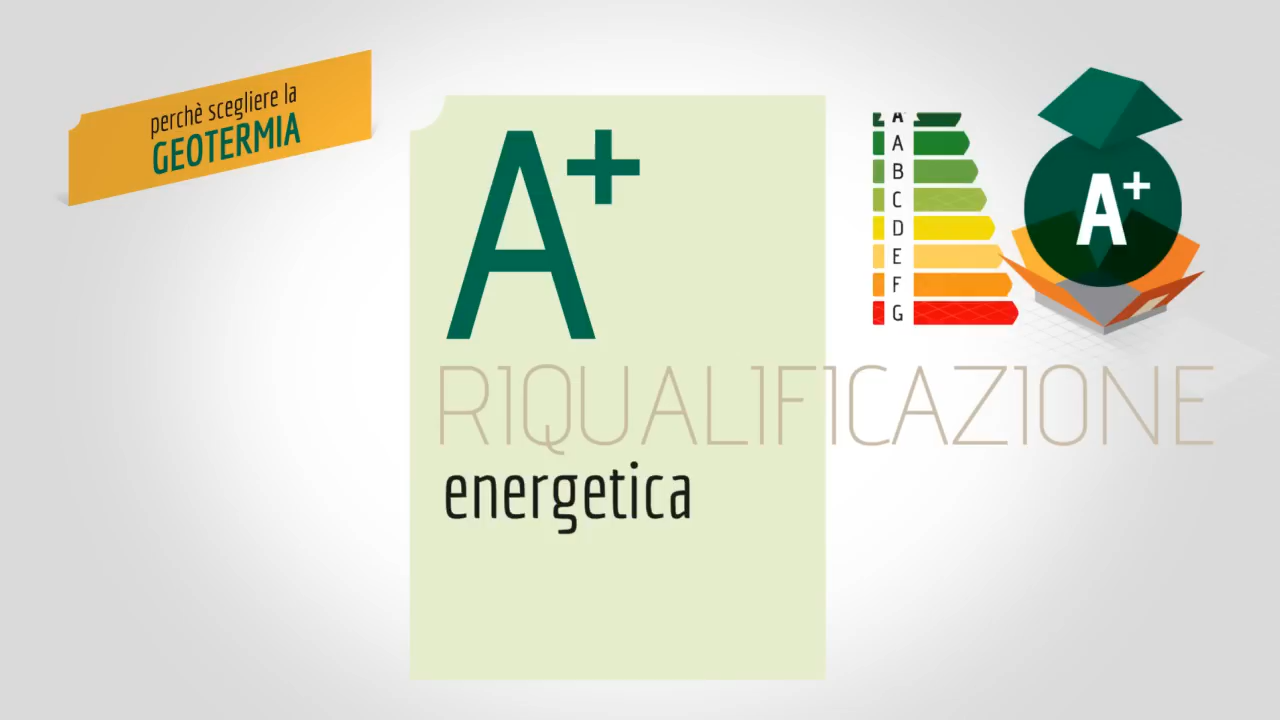 perchè scegliere la
GEOTERMIA
A+
RIQUALIFICAZIONE
energetica
A
A
B
C
D
E
F
G
A+